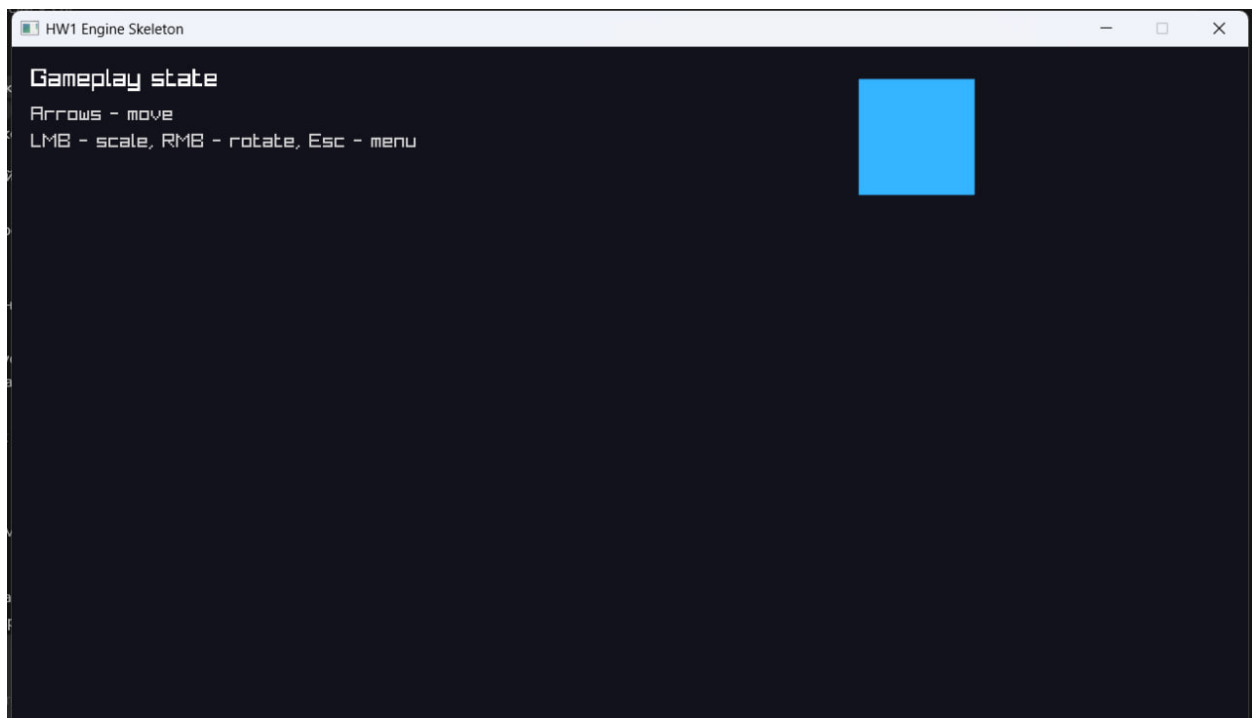 HW1 Engine Skeleton
Gameplay state
Arrows - move
LMB - scale, RMB - rotate, Esc - menu